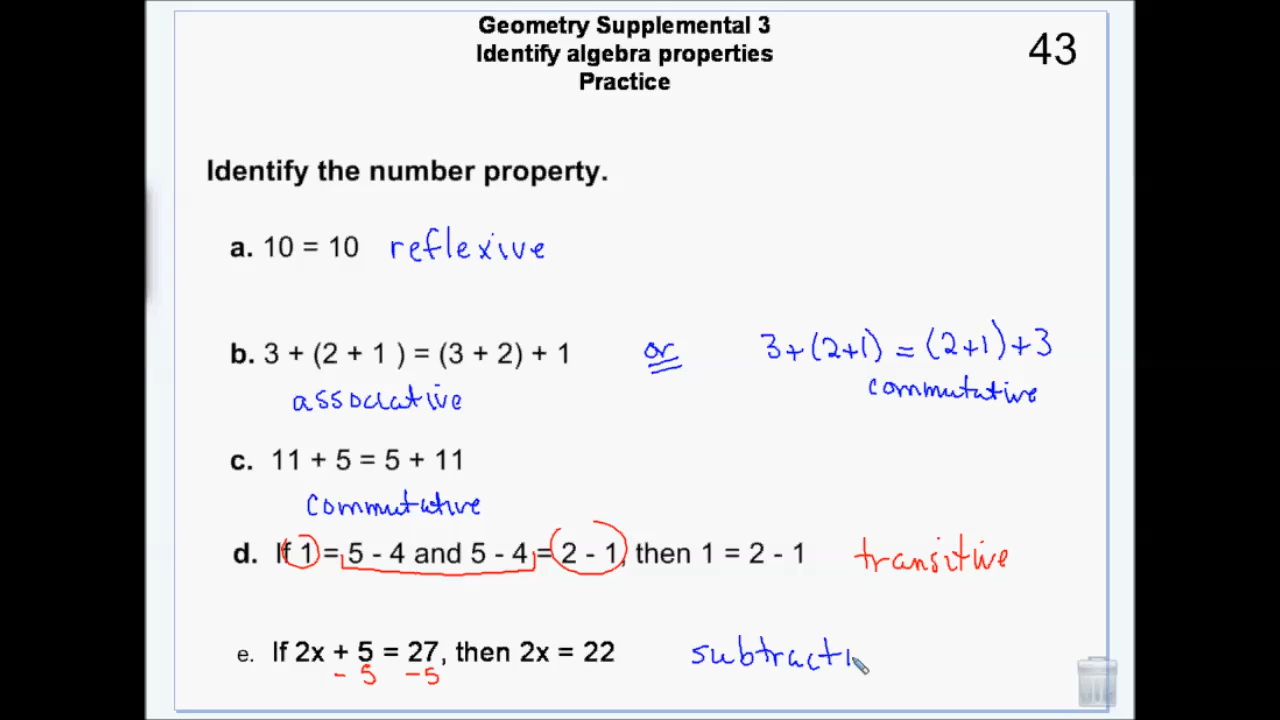 Geometry Supplemental 3
Identify algebra properties
Practice
43
Identify the number property.
a. 10 = 10 reflexive
b. 3 + (2 + 1 ) = (3 + 2) + 1 or 3+(2+1) = (2+1)+3
associative commutative
c. 11 + 5 = 5 + 11
commutative
d. If 1 = 5 - 4 and 5 - 4 = 2 - 1, then 1 = 2 - 1 transitive
e. If 2x + 5 = 27, then 2x = 22 subtracti
- 5 -5